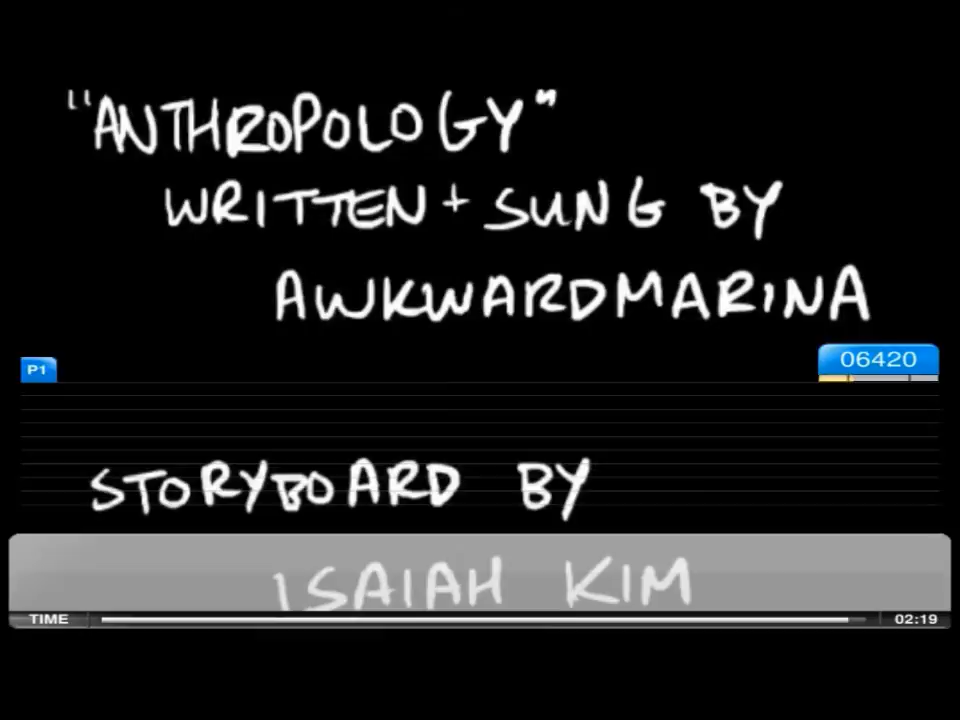 "ANTHROPOLOGY"
WRITTEN + SUNG BY
AWKWARDMARINA
P1
06420
STORYBOARD BY
ISAIAH KIM
TIME
02:19